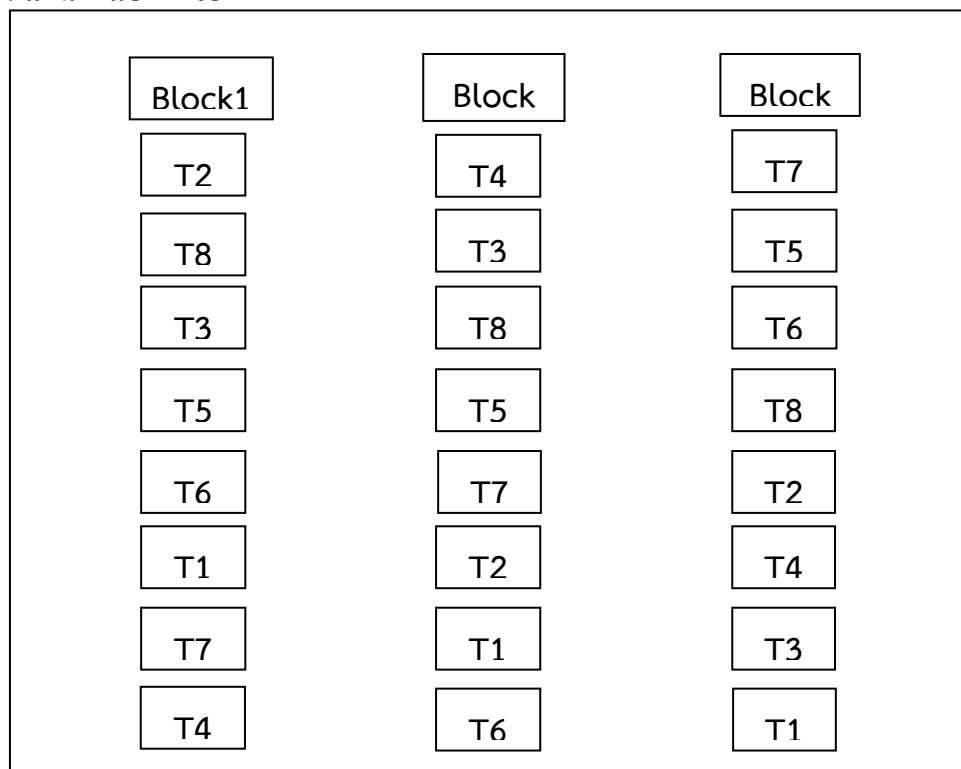 Block1 Block Block
T2 T4 T7
T8 T3 T5
T3 T8 T6
T5 T5 T8
T6 T7 T2
T1 T2 T4
T7 T1 T3
T4 T6 T1